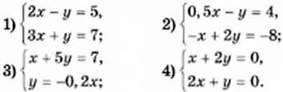 1) {2x – y = 5,
3x + y = 7;
2) {0,5x – y = 4,
–x + 2y = –8;
3) {x + 5y = 7,
y = –0,2x;
4) {x + 2y = 0,
2x + y = 0.